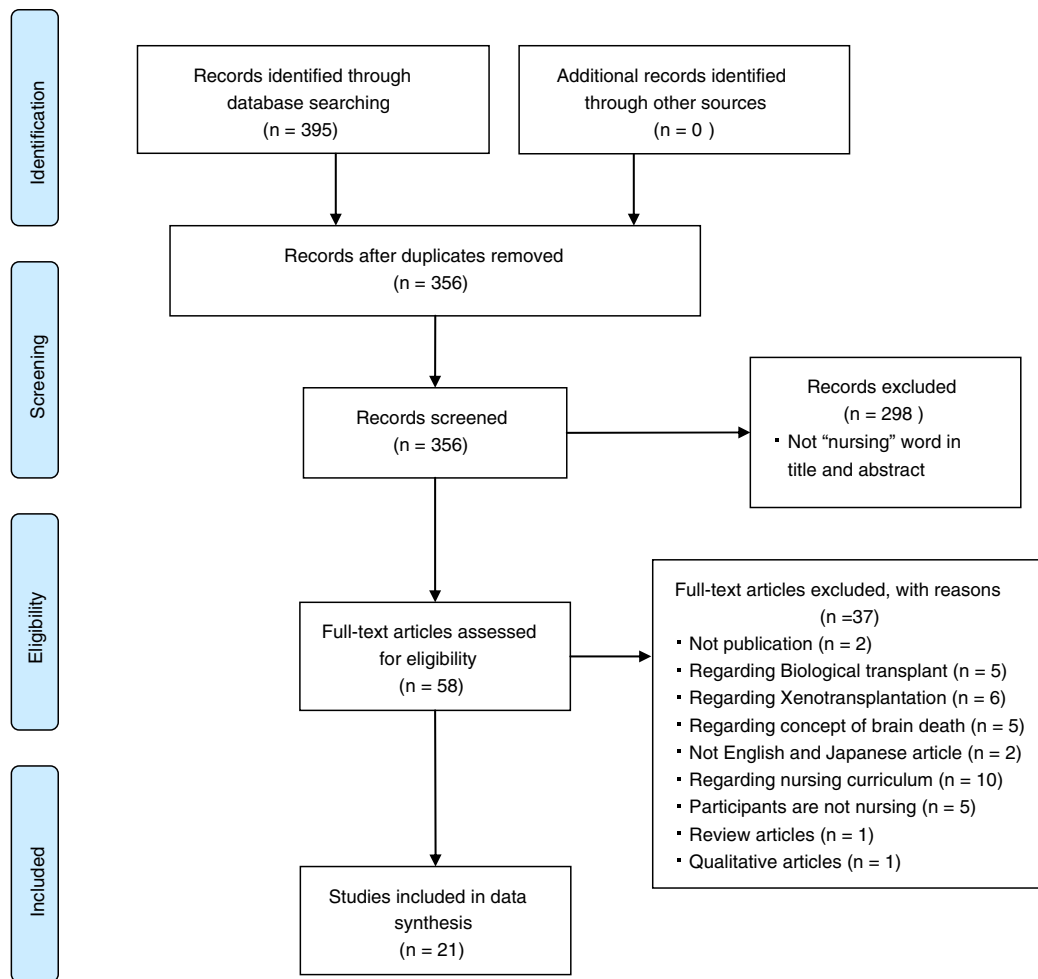 Identification
Records identified through
database searching
(n = 395)
Additional records identified
through other sources
(n = 0 )
Records after duplicates removed
(n = 356)
Screening
Records screened
(n = 356)
Records excluded
(n = 298 )
・Not “nursing” word in
title and abstract
Eligibility
Full-text articles assessed
for eligibility
(n = 58)
Full-text articles excluded, with reasons
(n =37)
・Not publication (n = 2)
・Regarding Biological transplant (n = 5)
・Regarding Xenotransplantation (n = 6)
・Regarding concept of brain death (n = 5)
・Not English and Japanese article (n = 2)
・Regarding nursing curriculum (n = 10)
・Participants are not nursing (n = 5)
・Review articles (n = 1)
・Qualitative articles (n = 1)
Included
Studies included in data
synthesis
(n = 21)